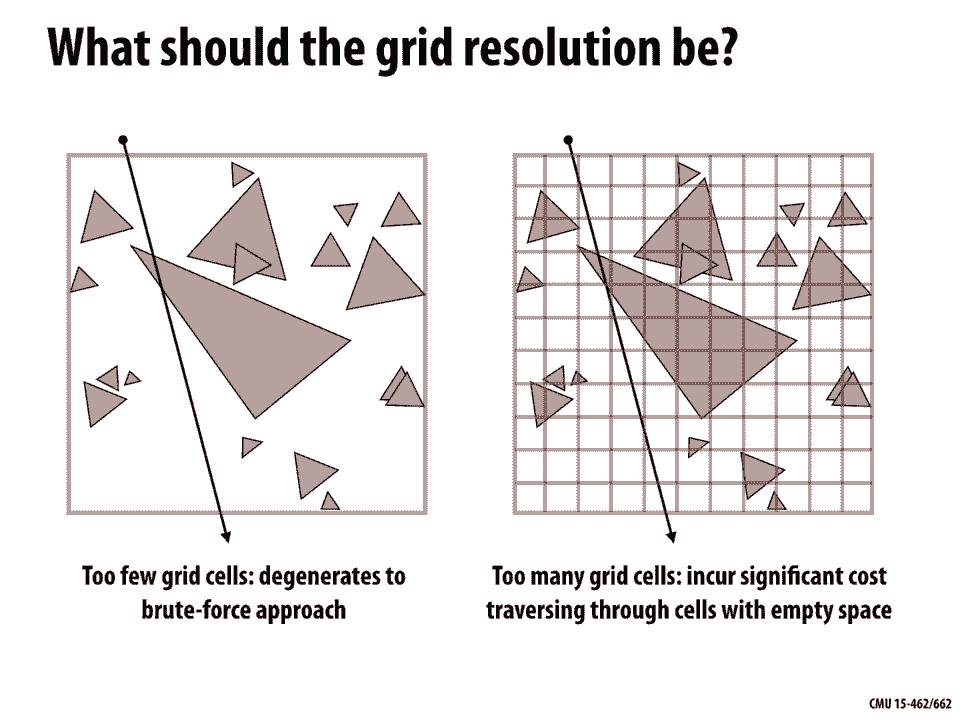 What should the grid resolution be?
Too few grid cells: degenerates to
brute-force approach
Too many grid cells: incur significant cost
traversing through cells with empty space
CMU 15-462/662